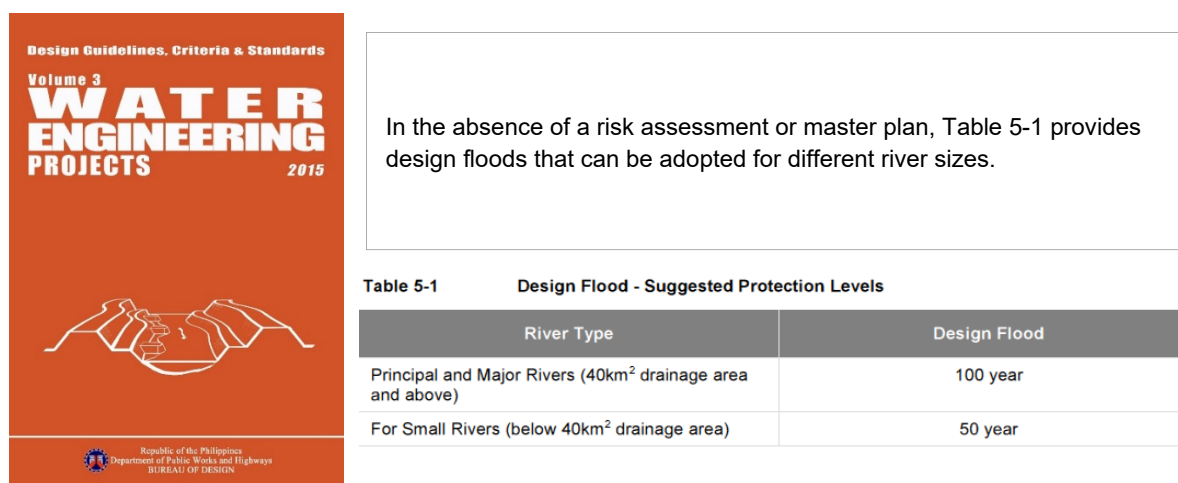 Design Guidelines, Criteria & Standards
Volume 3
WATER
ENGINEERING
PROJECTS 2015
Republic of the Philippines
Department of Public Works and Highways
BUREAU OF DESIGN
In the absence of a risk assessment or master plan, Table 5-1 provides
design floods that can be adopted for different river sizes.
Table 5-1 Design Flood - Suggested Protection Levels
River Type Design Flood
Principal and Major Rivers (40km² drainage area 100 year
and above)
For Small Rivers (below 40km² drainage area) 50 year